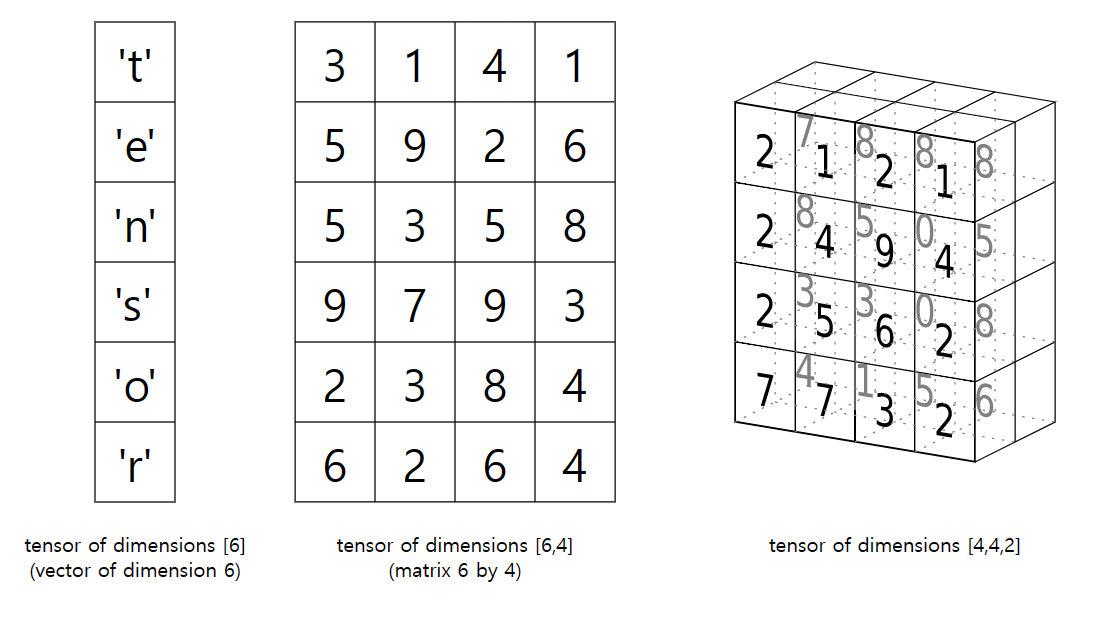 't'
'e'
'n'
's'
'o'
'r'
3 1 4 1
5 9 2 6
5 3 5 8
9 7 9 3
2 3 8 4
6 2 6 4
2 7 1 8 2 8 1 8
2 8 4 5 9 0 4 5
2 3 5 3 6 0 2 8
7 4 7 1 3 5 2 6
tensor of dimensions [6]
(vector of dimension 6)
tensor of dimensions [6,4]
(matrix 6 by 4)
tensor of dimensions [4,4,2]